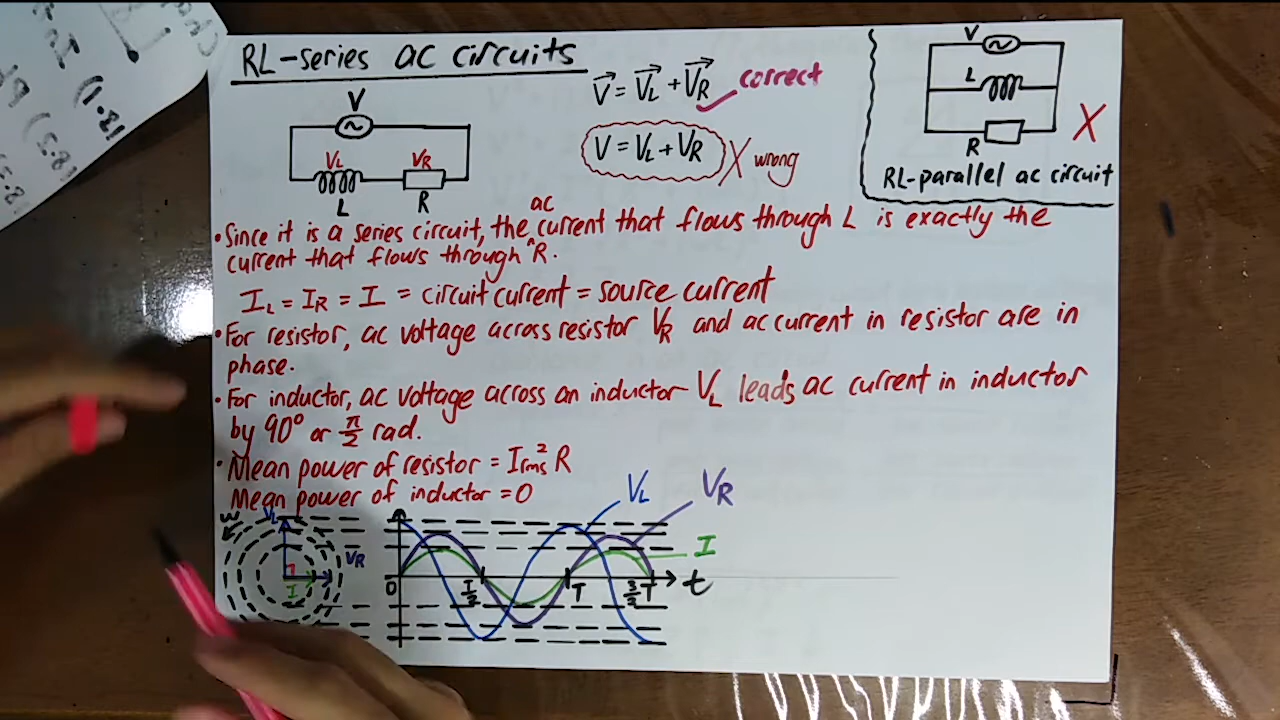 RL-series ac circuits
V
VL
VR
L
R
V = VL + VR correct
V = VL + VR X wrong
V
L
R
X
RL-parallel ac circuit
ac
• Since it is a series circuit, the ^ current that flows through L is exactly the
current that flows through R.
IL = IR = I = circuit current = source current
• For resistor, ac voltage across resistor VR and ac current in resistor are in
phase.
• For inductor, ac voltage across an inductor VL leads ac current in inductor
by 90° or π/2 rad.
• Mean power of resistor = Irms² R
Mean power of inductor = 0
ω
VL
VR
I
VL
VR
I
0
T/2
T
3/2 T
t